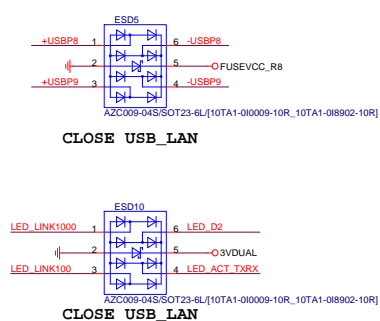 ESD5
+USBP8 1 6 -USBP8
2 5 FUSEVCC_R8
+USBP9 3 4 -USBP9
AZC009-04S/SOT23-6L/[10TA1-0I0009-10R_10TA1-0I8902-10R]
CLOSE USB_LAN
ESD10
LED_LINK1000 1 6 LED_D2
2 5 3VDUAL
LED_LINK100 3 4 LED_ACT_TXRX
AZC009-04S/SOT23-6L/[10TA1-0I0009-10R_10TA1-0I8902-10R]
CLOSE USB_LAN